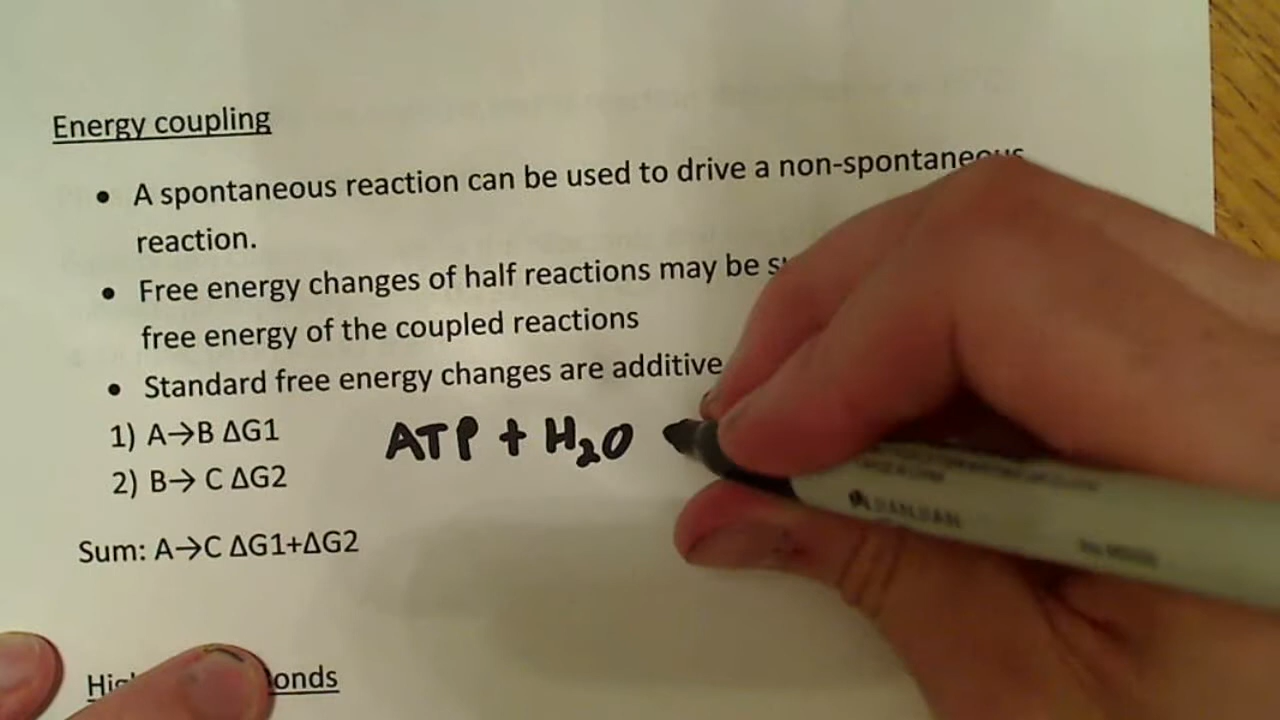 Energy coupling
• A spontaneous reaction can be used to drive a non-spontaneous
reaction.
• Free energy changes of half reactions may be
free energy of the coupled reactions
• Standard free energy changes are additive
1) A→B ΔG1
2) B→ C ΔG2
ATP + H₂O
Sum: A→C ΔG1+ΔG2